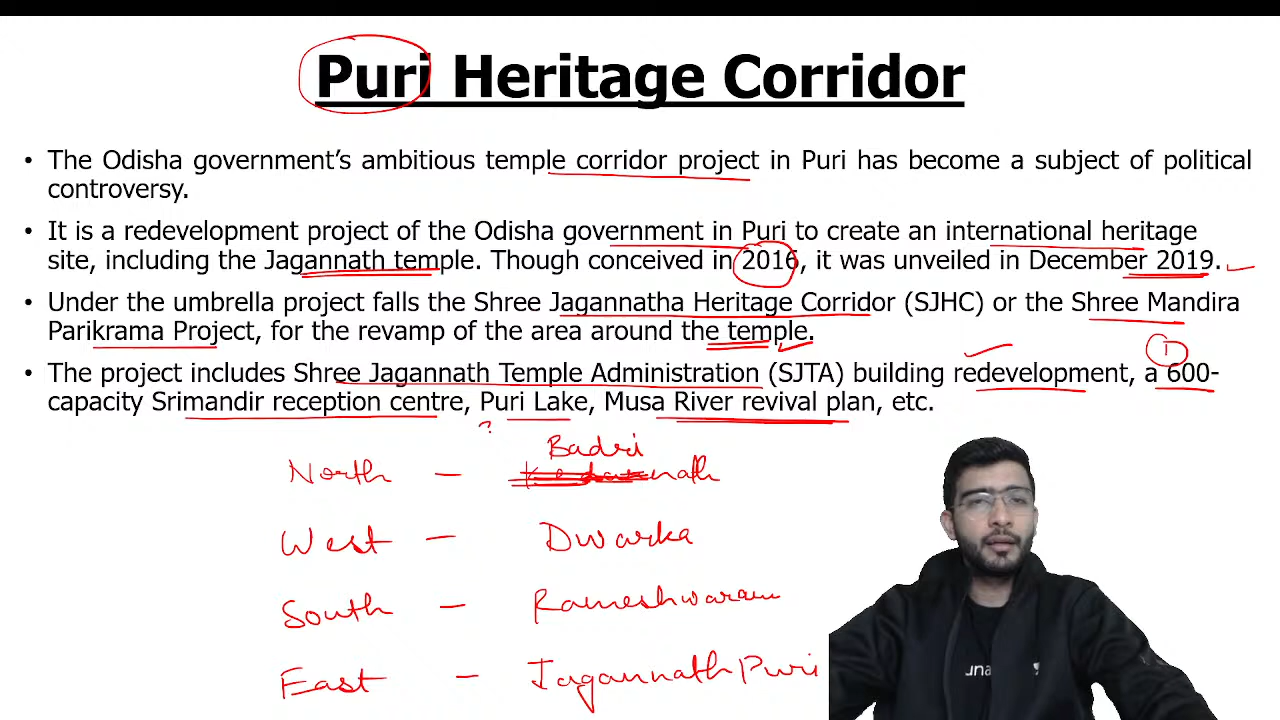 Puri Heritage Corridor
• The Odisha government’s ambitious temple corridor project in Puri has become a subject of political
controversy.
• It is a redevelopment project of the Odisha government in Puri to create an international heritage
site, including the Jagannath temple. Though conceived in 2016, it was unveiled in December 2019.
• Under the umbrella project falls the Shree Jagannatha Heritage Corridor (SJHC) or the Shree Mandira
Parikrama Project, for the revamp of the area around the temple.
• The project includes Shree Jagannath Temple Administration (SJTA) building redevelopment, a 600-
capacity Srimandir reception centre, Puri Lake, Musa River revival plan, etc.
?
Badri
North - nath
West - Dwarka
South - Rameshwaram
East - Jagannath Puri
una